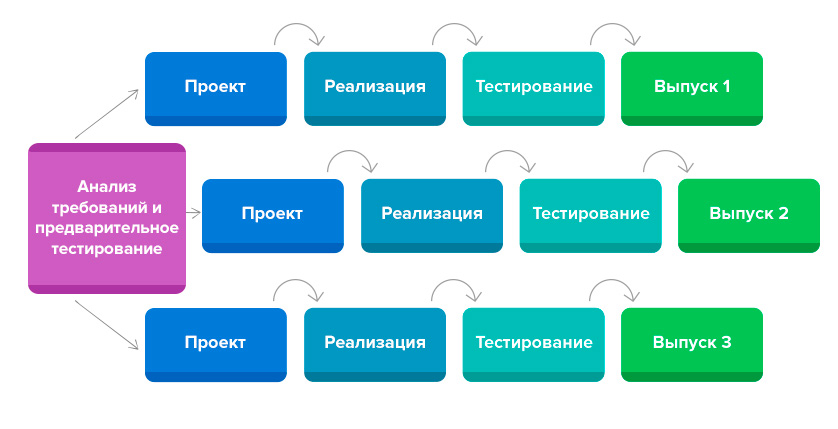 Проект
Реализация
Тестирование
Выпуск 1
Анализ
требований и
предварительное
тестирование
Проект
Реализация
Тестирование
Выпуск 2
Проект
Реализация
Тестирование
Выпуск 3